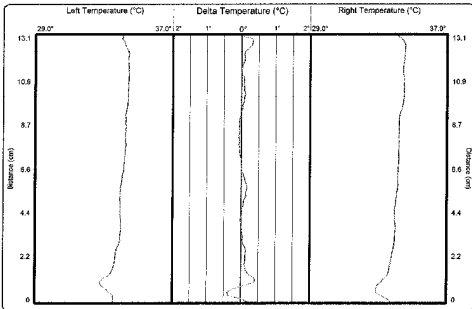 Left Temperature (°C) Delta Temperature (°C) Right Temperature (°C)
29.0° 37.0° 2° 1° 0° 1° 2° 29.0° 37.0°
13.1 13.1
10.9 10.9
8.7 8.7
6.6 6.6
4.4 4.4
2.2 2.2
0 0
Distance (cm)
Distance (cm)